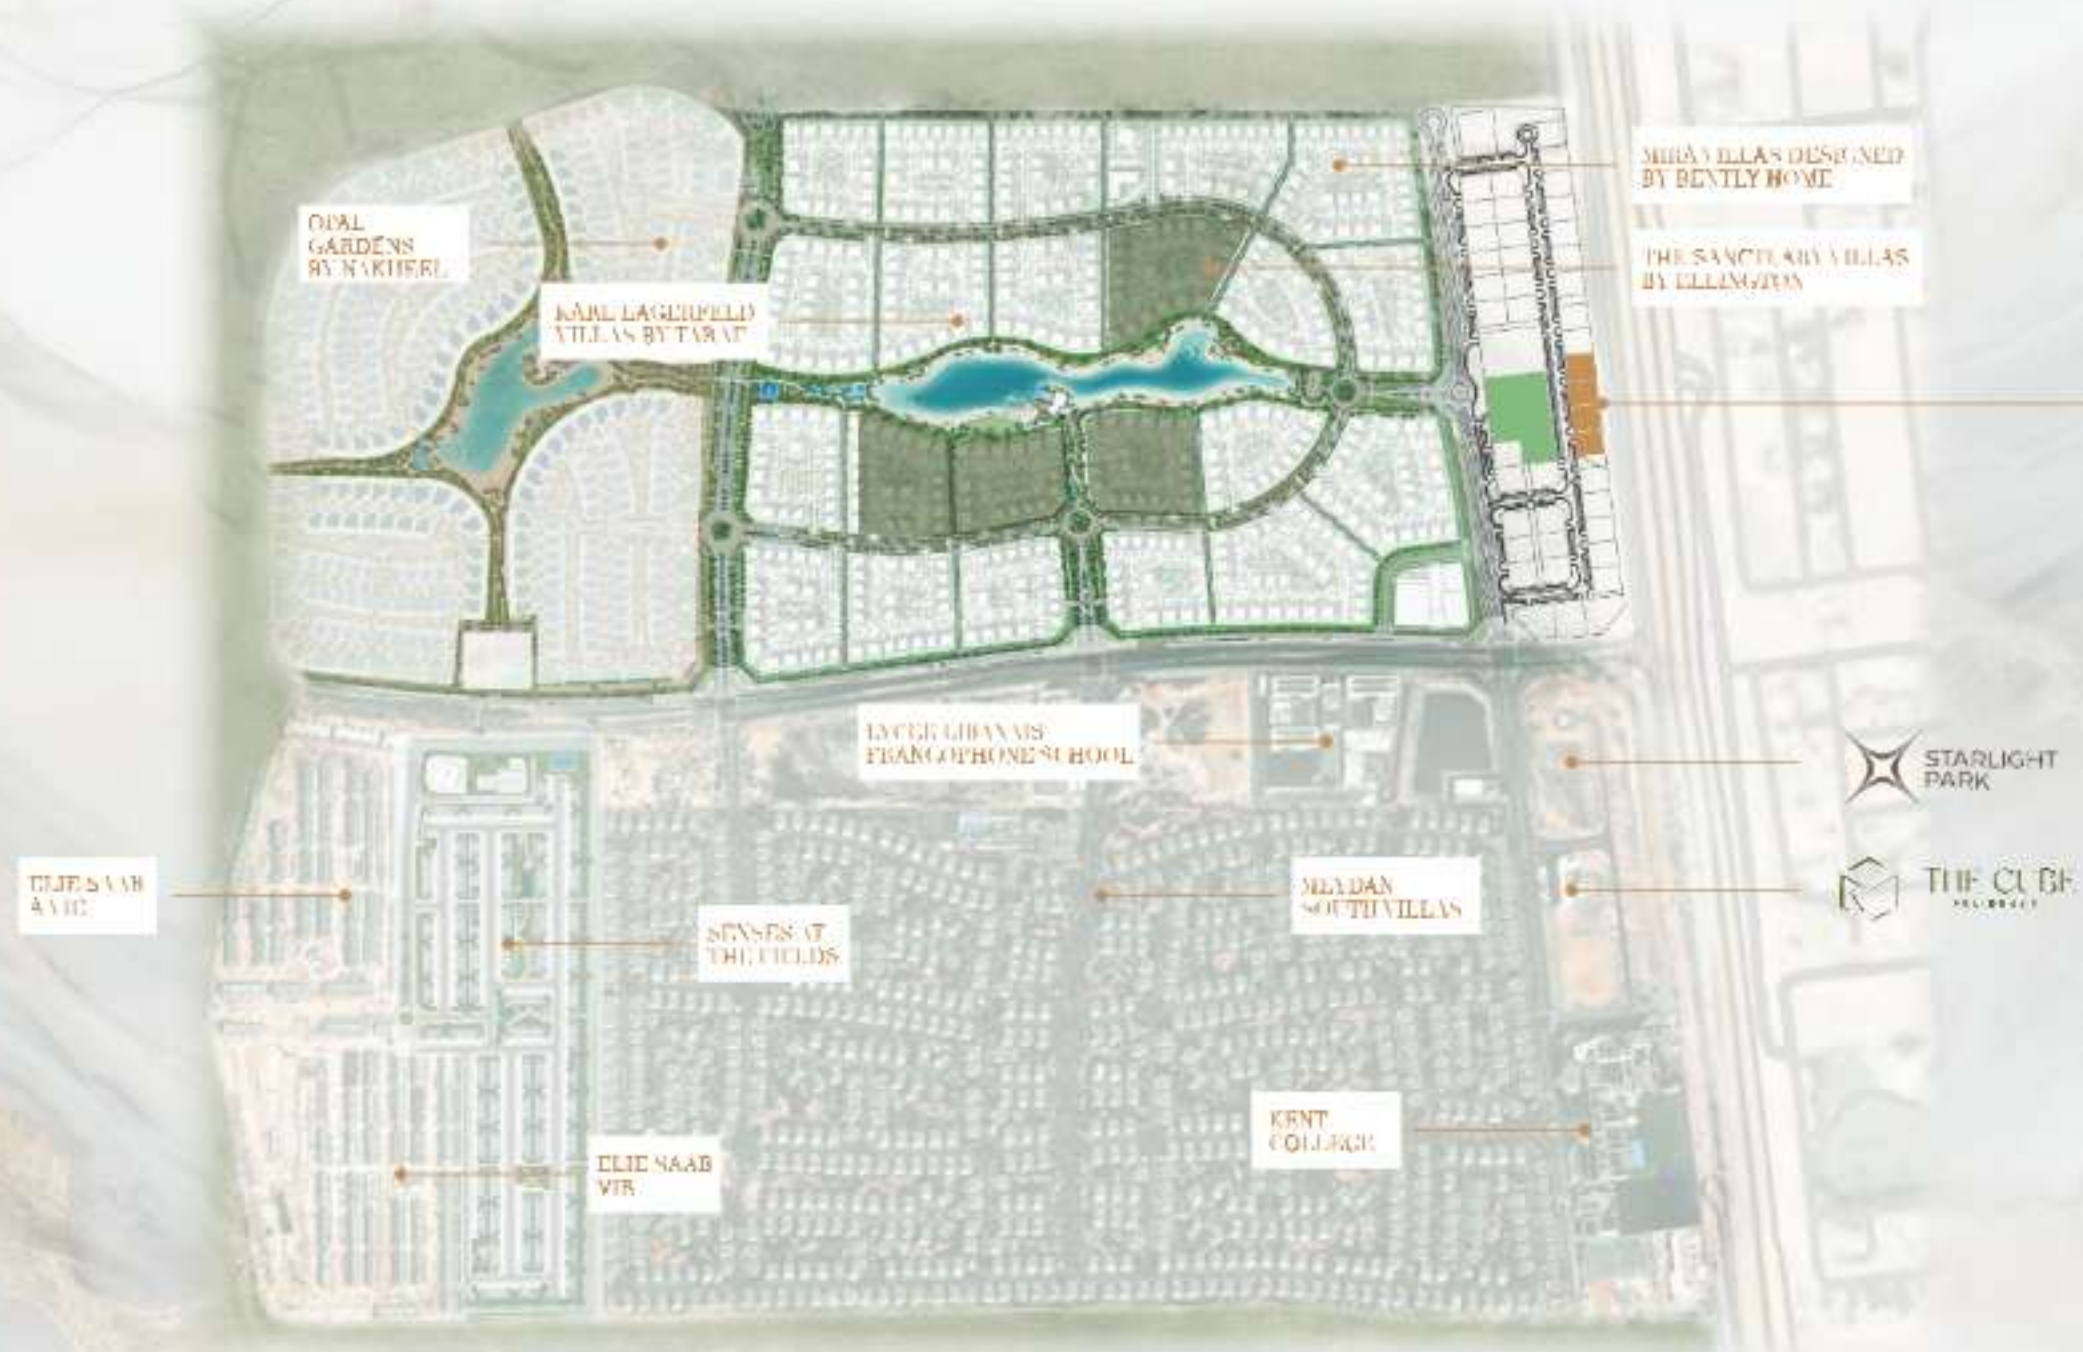 OPAL
GARDENS
BY NAKHEEL
KARL LAGERFELD
VILLAS BY TARAF
MIRA VILLAS DESIGNED
BY BENTLY HOME
THE SANCTUARY VILLAS
BY ELLINGTON
LYCEE LIBANAIS
FRANCOPHONE SCHOOL
STARLIGHT
PARK
THE CUBE
ELIE SAAB
SENSES AT
THE FIELDS
MEYDAN
SOUTH VILLAS
KENT
COLLEGE
ELIE SAAB
VIE